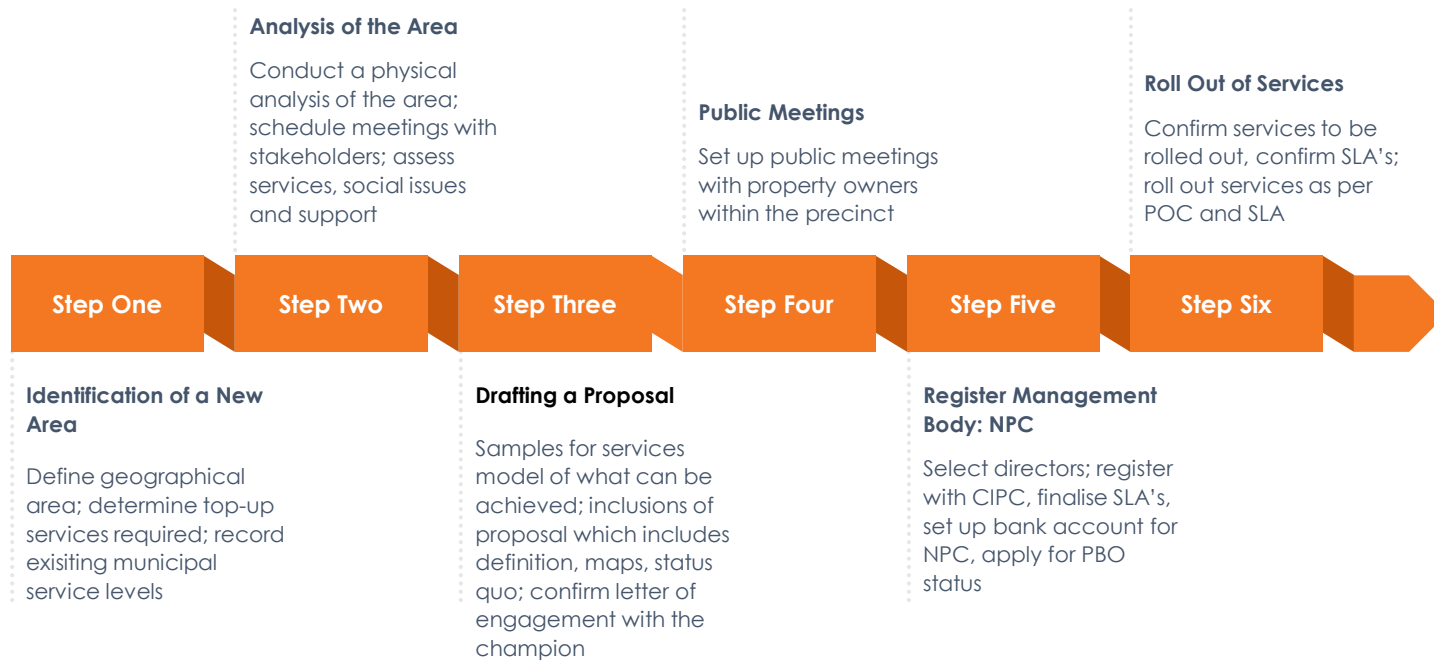 Analysis of the Area
Conduct a physical
analysis of the area;
schedule meetings with
stakeholders; assess
services, social issues
and support
Public Meetings
Set up public meetings
with property owners
within the precinct
Roll Out of Services
Confirm services to be
rolled out, confirm SLA's;
roll out services as per
POC and SLA
Step One
Step Two
Step Three
Step Four
Step Five
Step Six
Identification of a New
Area
Define geographical
area; determine top-up
services required; record
exisiting municipal
service levels
Drafting a Proposal
Samples for services
model of what can be
achieved; inclusions of
proposal which includes
definition, maps, status
quo; confirm letter of
engagement with the
champion
Register Management
Body: NPC
Select directors; register
with CIPC, finalise SLA's,
set up bank account for
NPC, apply for PBO
status